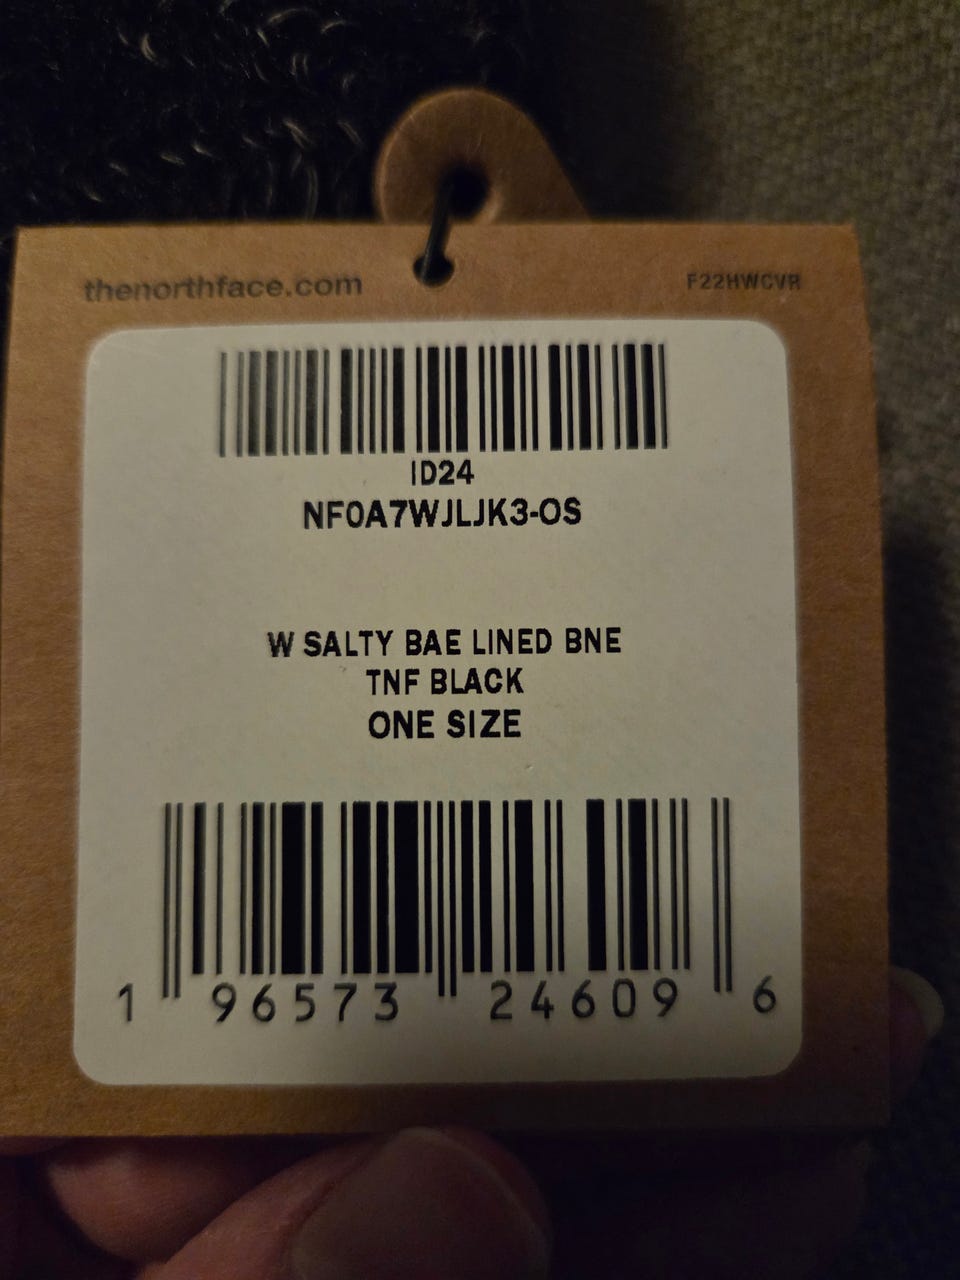 thenorthface.com
F22HWCVR
ID24
NF0A7WJLJK3-OS
W SALTY BAE LINED BNE
TNF BLACK
ONE SIZE
1 96573 24609 6